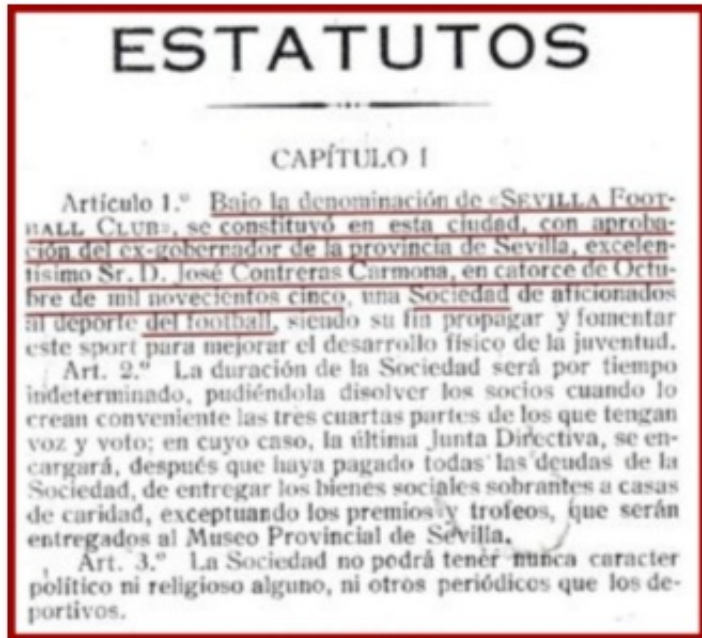 ESTATUTOS
CAPÍTULO I
Artículo 1.º Bajo la denominación de «SEVILLA FOOT-
BALL CLUB», se constituyó en esta ciudad, con aproba-
ción del ex-gobernador de la provincia de Sevilla, excelen-
tísimo Sr. D. José Contreras Carmona, en catorce de Octu-
bre de mil novecientos cinco, una Sociedad de aficionados
al deporte del football, siendo su fin propagar y fomentar
este sport para mejorar el desarrollo físico de la juventud.
Art. 2.º La duración de la Sociedad será por tiempo
indeterminado, pudiéndola disolver los socios cuando lo
crean conveniente las tres cuartas partes de los que tengan
voz y voto; en cuyo caso, la última Junta Directiva, se en-
cargará, después que haya pagado todas las deudas de la
Sociedad, de entregar los bienes sociales sobrantes a casas
de caridad, exceptuando los premios y trofeos, que serán
entregados al Museo Provincial de Sevilla.
Art. 3.º La Sociedad no podrá tener nunca caracter
político ni religioso alguno, ni otros periódicos que los de-
portivos.